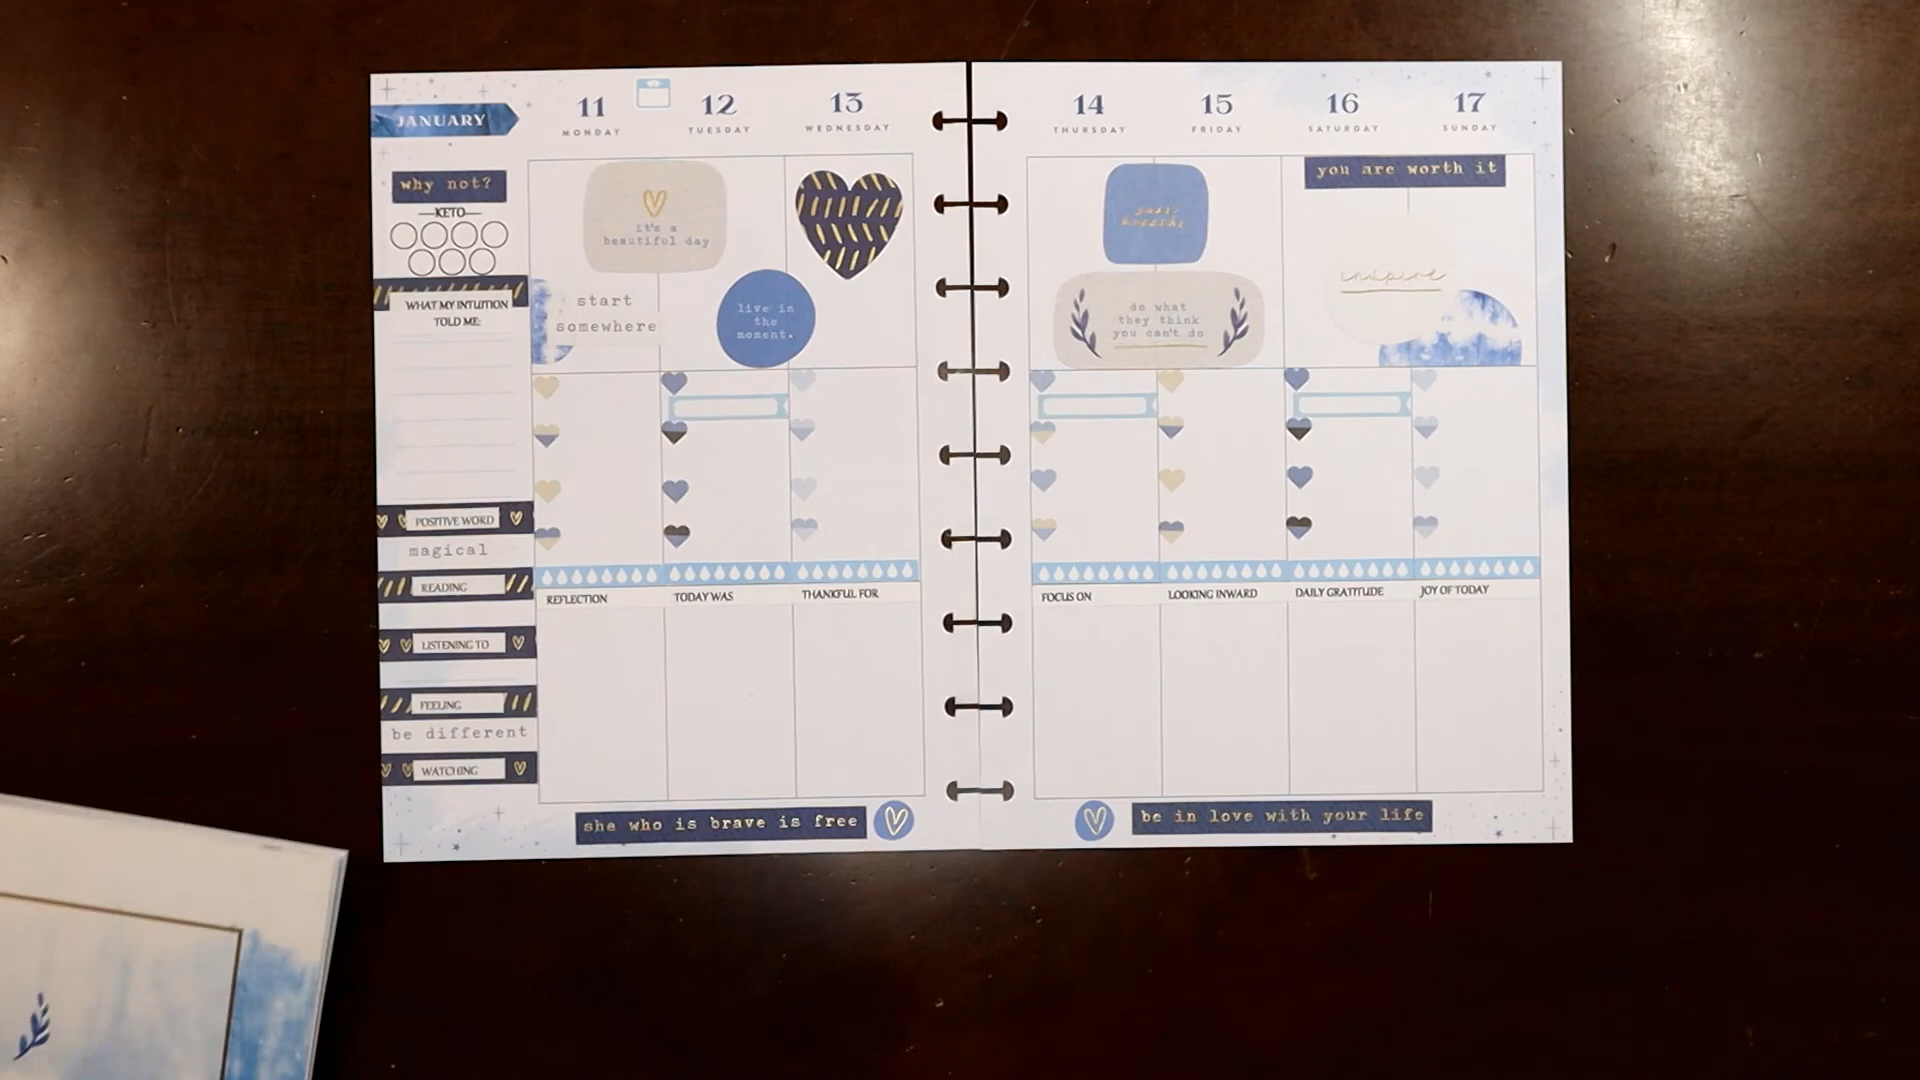 JANUARY
11
MONDAY
12
TUESDAY
13
WEDNESDAY
why not?
KETO
it's a
beautiful day
start
somewhere
live in
the
moment.
WHAT MY INTUITION
TOLD ME:
POSITIVE WORD
magical
READING
LISTENING TO
FEELING
be different
WATCHING
REFLECTION
TODAY WAS
THANKFUL FOR
she who is brave is free
14
THURSDAY
15
FRIDAY
16
SATURDAY
17
SUNDAY
you are worth it
do what
they think
you can't do
inspire
FOCUS ON
LOOKING INWARD
DAILY GRATITUDE
JOY OF TODAY
be in love with your life